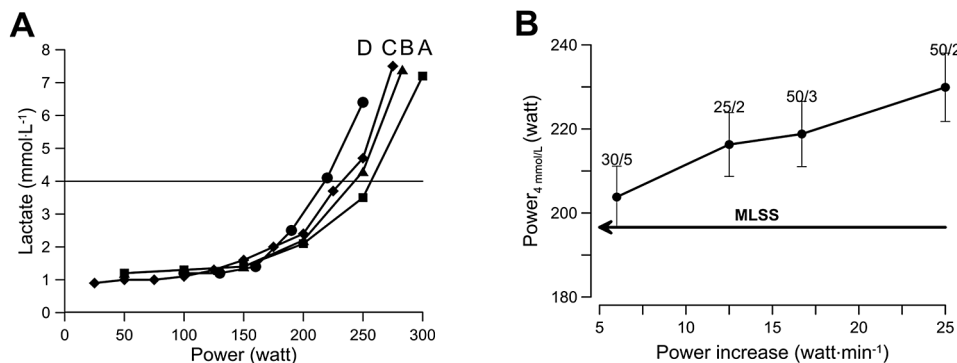 A
D C B A
Lactate (mmol·L-1)
8
7
6
5
4
3
2
1
0
0 50 100 150 200 250 300
Power (watt)
B
Power4 mmol/L (watt)
240
220
200
180
30/5
25/2
50/3
50/2
MLSS
5 10 15 20 25
Power increase (watt·min-1)